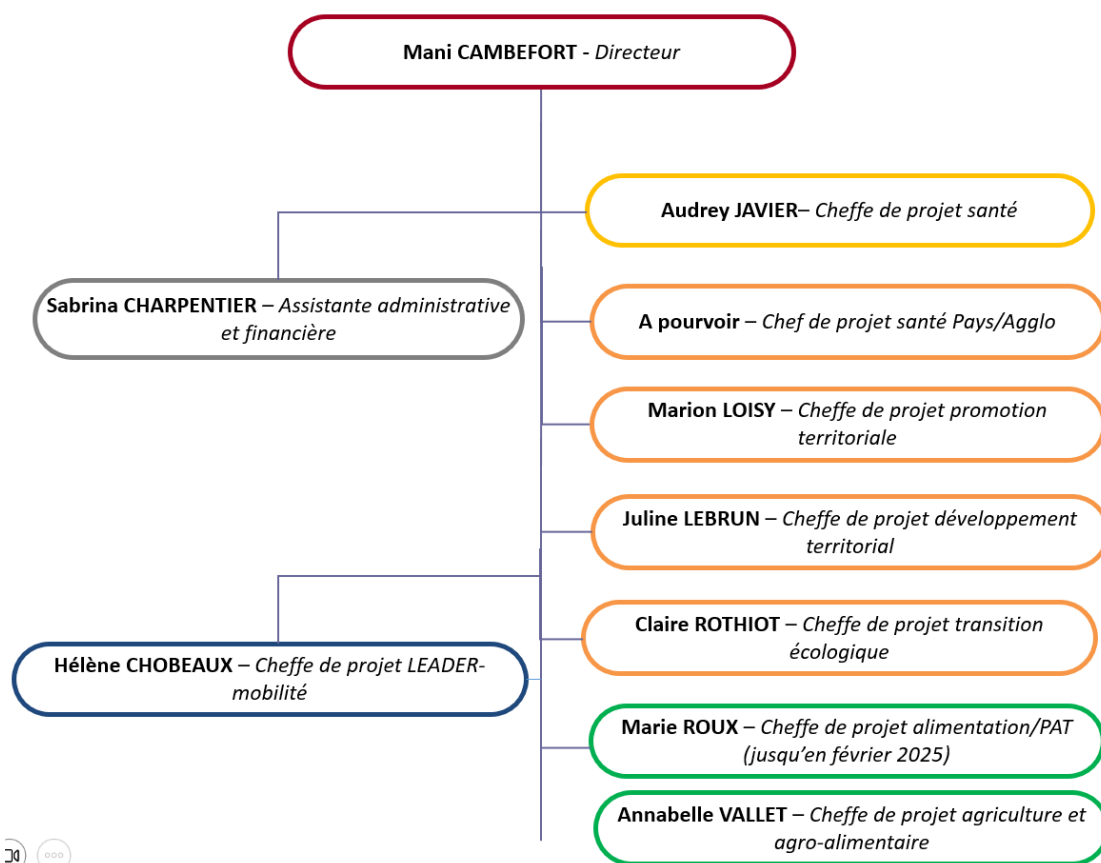 Mani CAMBEFORT - Directeur
Audrey JAVIER– Cheffe de projet santé
Sabrina CHARPENTIER – Assistante administrative
et financière
A pourvoir – Chef de projet santé Pays/Agglo
Marion LOISY – Cheffe de projet promotion
territoriale
Juline LEBRUN – Cheffe de projet développement
territorial
Claire ROTHIOT – Cheffe de projet transition
écologique
Hélène CHOBEAUX – Cheffe de projet LEADER-
mobilité
Marie ROUX – Cheffe de projet alimentation/PAT
(jusqu'en février 2025)
Annabelle VALLET – Cheffe de projet agriculture et
agro-alimentaire